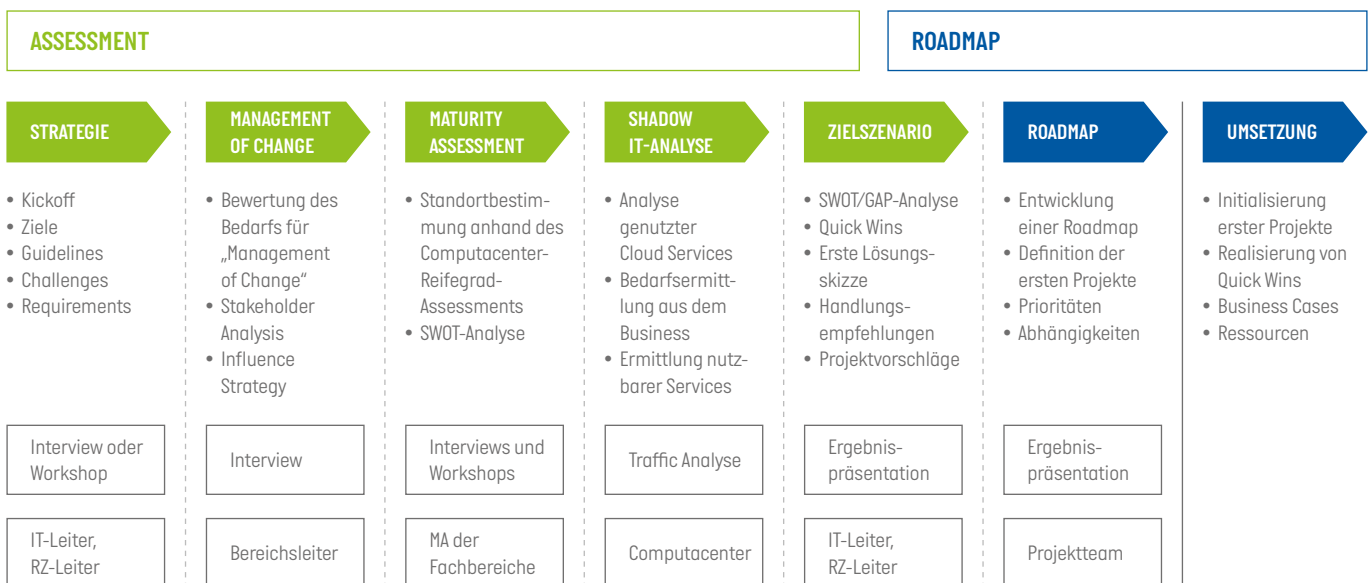 ASSESSMENT
ROADMAP
STRATEGIE
• Kickoff
• Ziele
• Guidelines
• Challenges
• Requirements
Interview oder
Workshop
IT-Leiter,
RZ-Leiter
MANAGEMENT
OF CHANGE
• Bewertung des
Bedarfs für
„Management
of Change“
• Stakeholder
Analysis
• Influence
Strategy
Interview
Bereichsleiter
MATURITY
ASSESSMENT
• Standortbestim-
mung anhand des
Computacenter-
Reifegrad-
Assessments
• SWOT-Analyse
Interviews und
Workshops
MA der
Fachbereiche
SHADOW
IT-ANALYSE
• Analyse
genutzter
Cloud Services
• Bedarfsermitt-
lung aus dem
Business
• Ermittlung nutz-
barer Services
Traffic Analyse
Computacenter
ZIELSZENARIO
• SWOT/GAP-Analyse
• Quick Wins
• Erste Lösungs-
skizze
• Handlungs-
empfehlungen
• Projektvorschläge
Ergebnis-
präsentation
IT-Leiter,
RZ-Leiter
ROADMAP
• Entwicklung
einer Roadmap
• Definition der
ersten Projekte
• Prioritäten
• Abhängigkeiten
Ergebnis-
präsentation
Projektteam
UMSETZUNG
• Initialisierung
erster Projekte
• Realisierung von
Quick Wins
• Business Cases
• Ressourcen